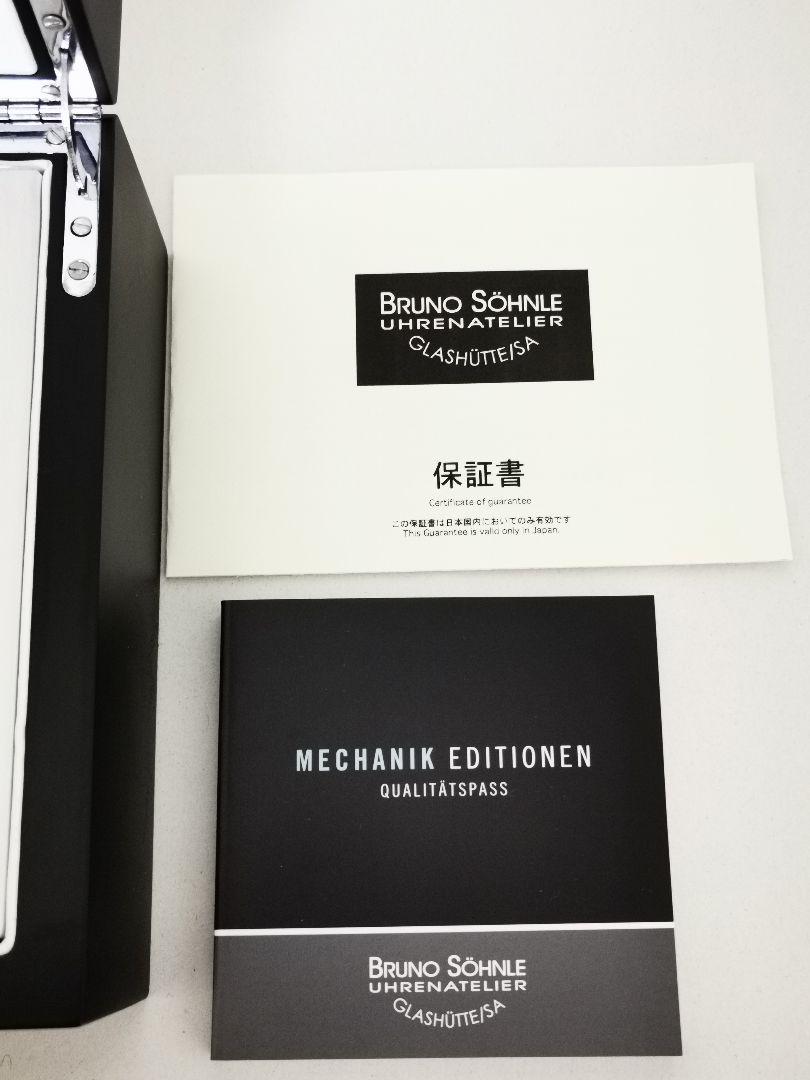 BRUNO SÖHNLE
UHRENATELIER
GLASHÜTTE/SA
保証書
Certificate of guarantee
この保証書は日本国内においてのみ有効です
This Guarantee is valid only in Japan.
MECHANIK EDITIONEN
QUALITÄTSPASS
BRUNO SÖHNLE
UHRENATELIER
GLASHÜTTE/SA